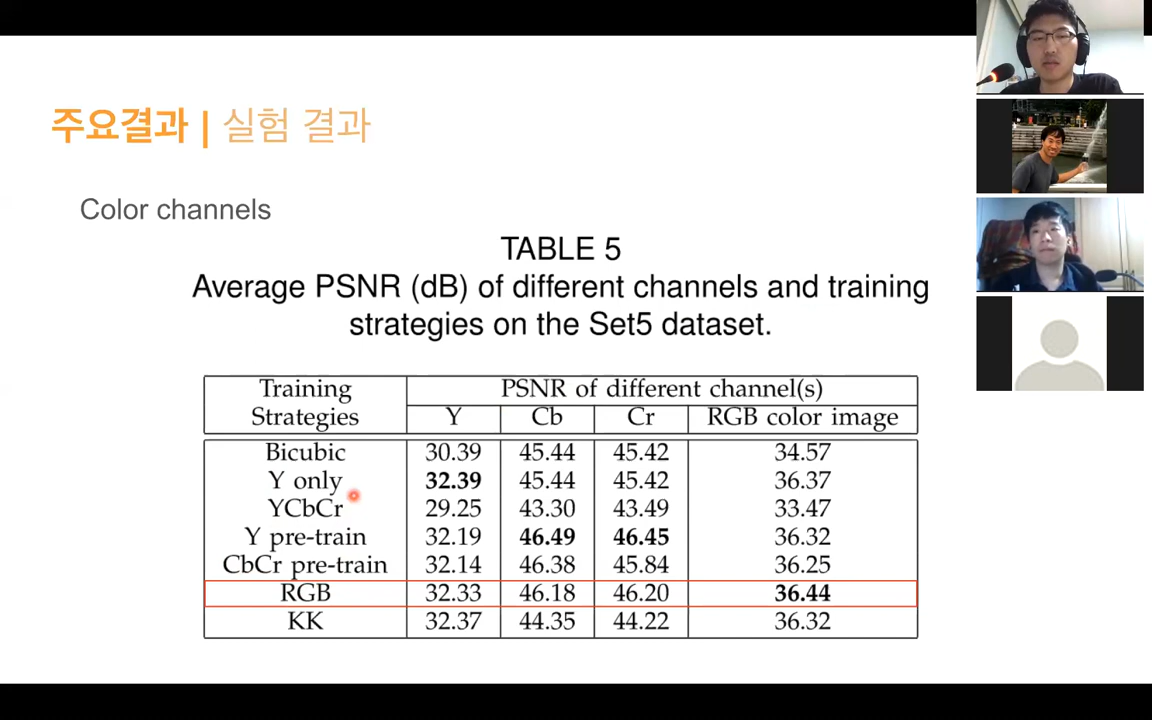 주요결과 | 실험 결과
Color channels
TABLE 5
Average PSNR (dB) of different channels and training
strategies on the Set5 dataset.
Training Strategies | PSNR of different channel(s)
Y | Cb | Cr | RGB color image
Bicubic | 30.39 | 45.44 | 45.42 | 34.57
Y only | 32.39 | 45.44 | 45.42 | 36.37
YCbCr | 29.25 | 43.30 | 43.49 | 33.47
Y pre-train | 32.19 | 46.49 | 46.45 | 36.32
CbCr pre-train | 32.14 | 46.38 | 45.84 | 36.25
RGB | 32.33 | 46.18 | 46.20 | 36.44
KK | 32.37 | 44.35 | 44.22 | 36.32